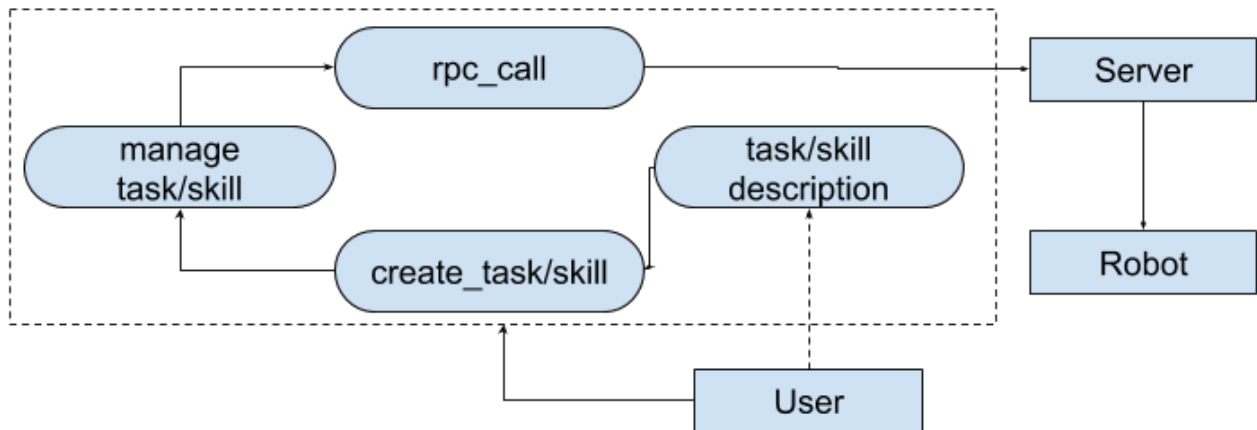 rpc_call
Server
manage
task/skill
task/skill
description
create_task/skill
Robot
User